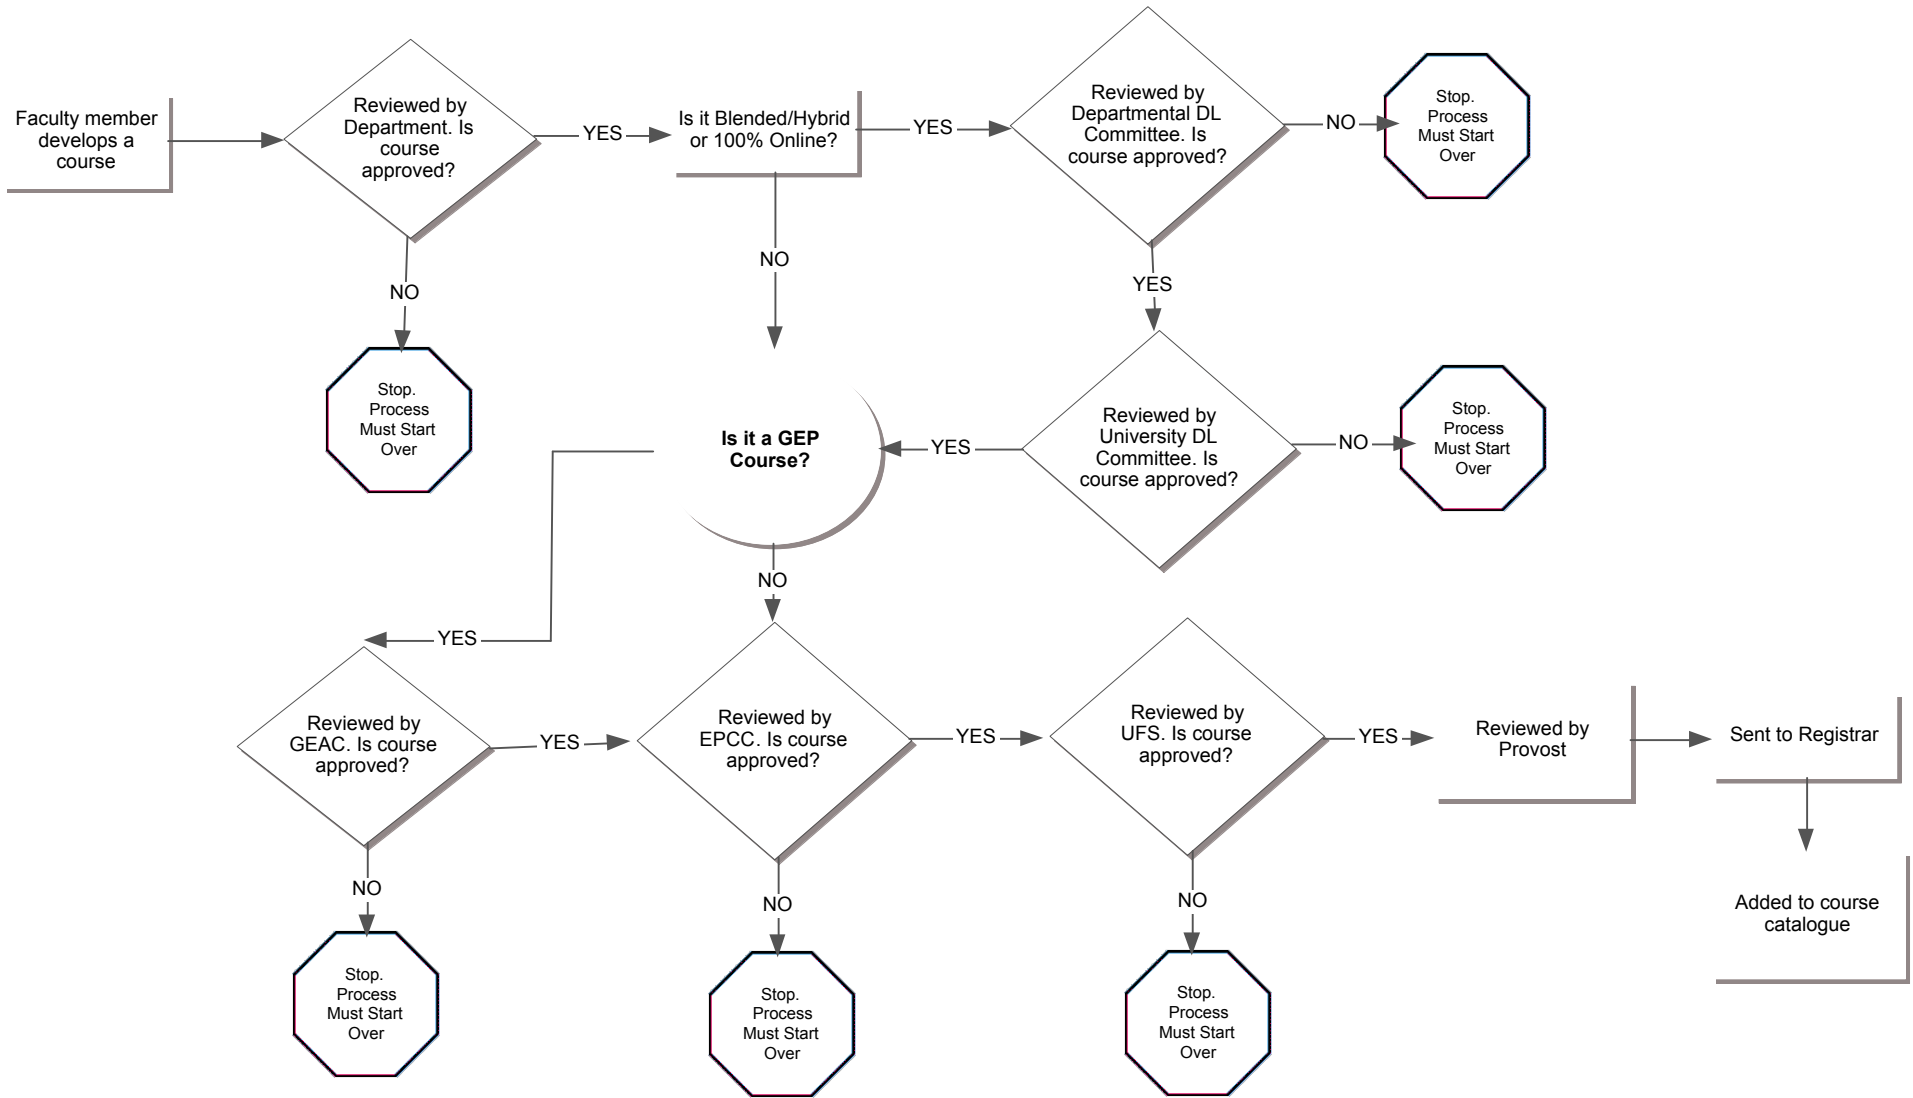 Faculty member
develops a
course
Reviewed by
Department. Is
course
approved?
YES
Is it Blended/Hybrid
or 100% Online?
YES
Reviewed by
Departmental DL
Committee. Is
course approved?
NO
Stop.
Process
Must Start
Over
NO
Stop.
Process
Must Start
Over
NO
YES
Reviewed by
University DL
Committee. Is
course approved?
NO
Stop.
Process
Must Start
Over
YES
Is it a GEP
Course?
NO
YES
Reviewed by
GEAC. Is course
approved?
YES
Reviewed by
EPCC. Is course
approved?
YES
Reviewed by
UFS. Is course
approved?
YES
Reviewed by
Provost
Sent to Registrar
Added to course
catalogue
NO
Stop.
Process
Must Start
Over
NO
Stop.
Process
Must Start
Over
NO
Stop.
Process
Must Start
Over